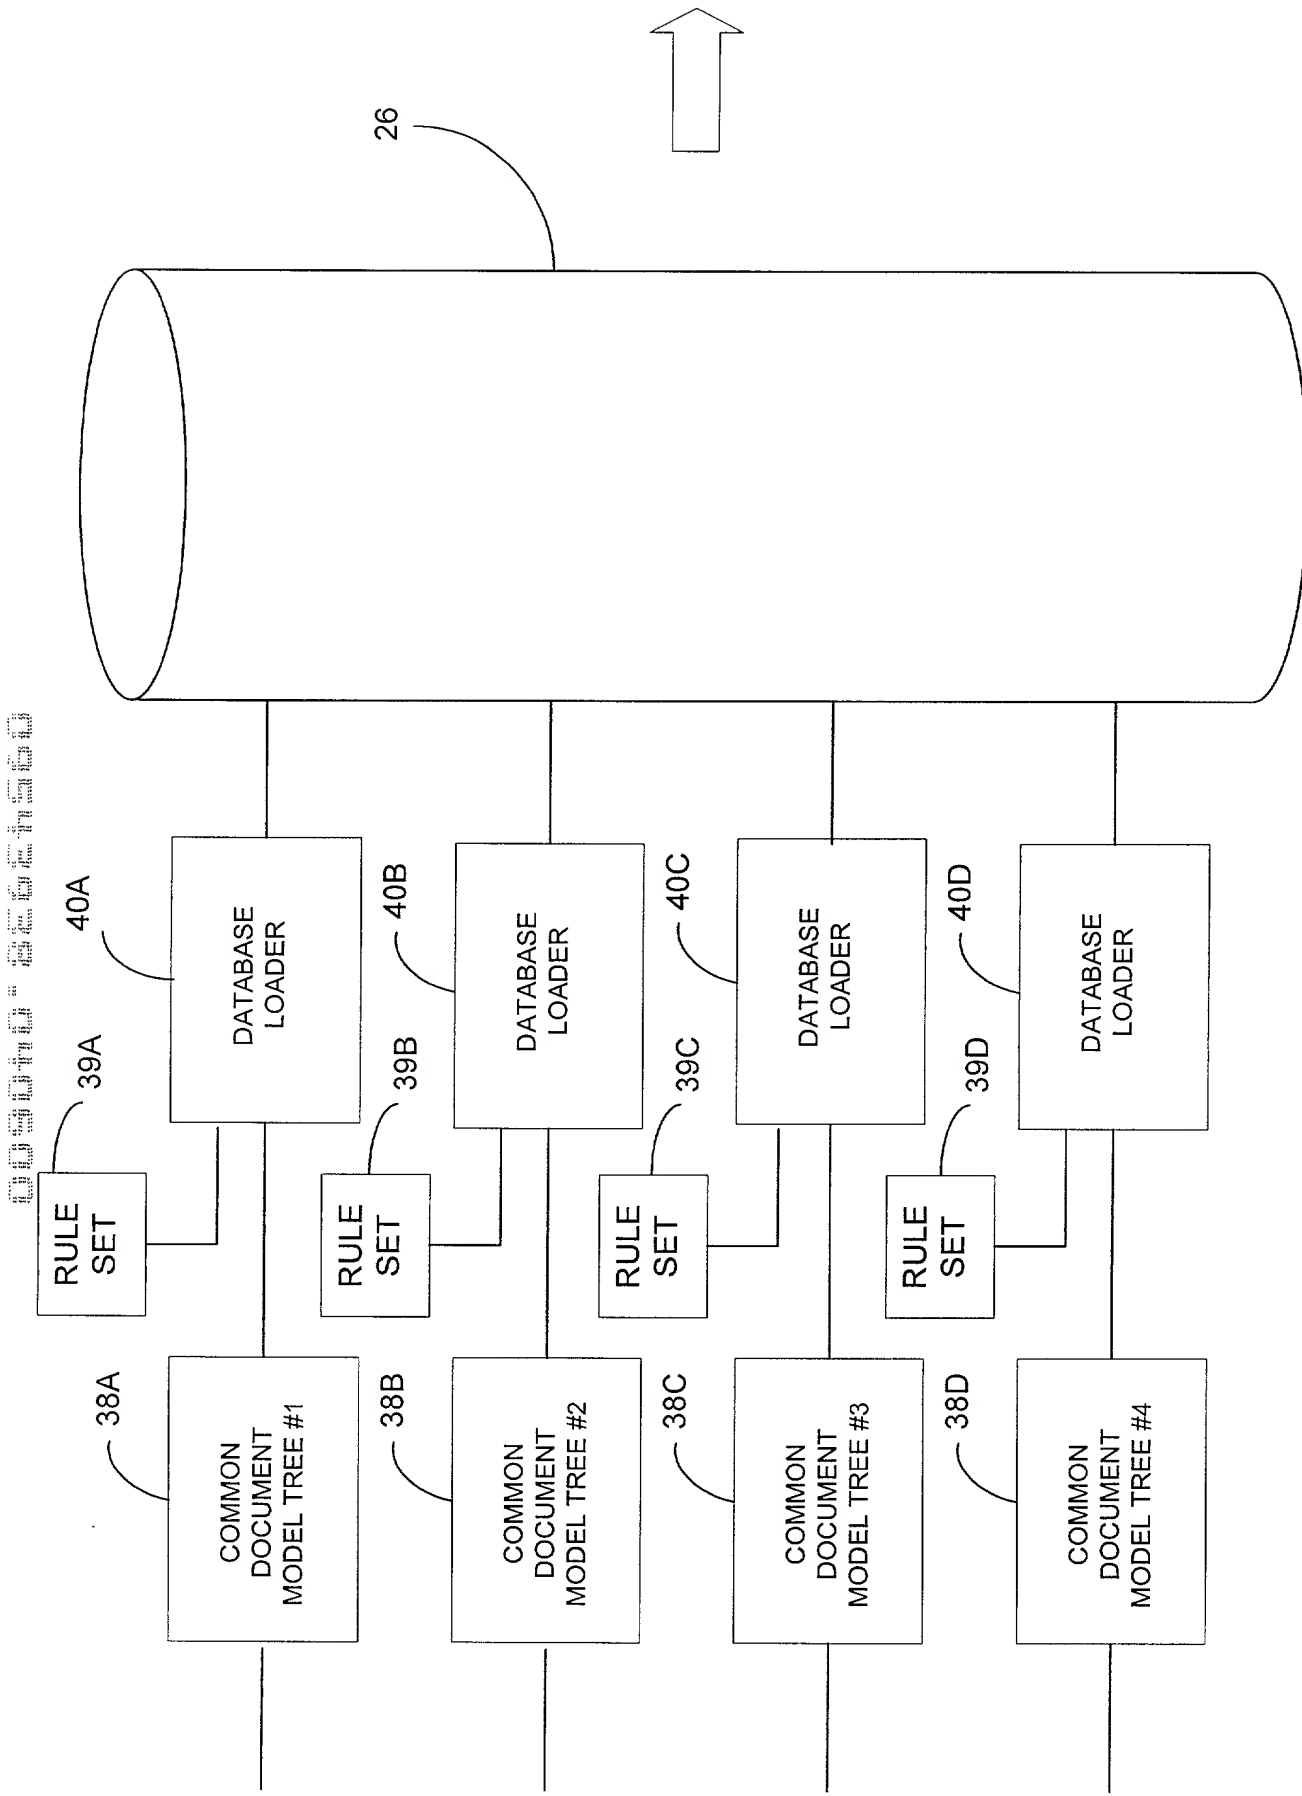 09543938.040500
38A
COMMON
DOCUMENT
MODEL TREE #1
RULE
SET
39A
40A
DATABASE
LOADER
26
38B
COMMON
DOCUMENT
MODEL TREE #2
RULE
SET
39B
40B
DATABASE
LOADER
38C
COMMON
DOCUMENT
MODEL TREE #3
RULE
SET
39C
40C
DATABASE
LOADER
38D
COMMON
DOCUMENT
MODEL TREE #4
RULE
SET
39D
40D
DATABASE
LOADER